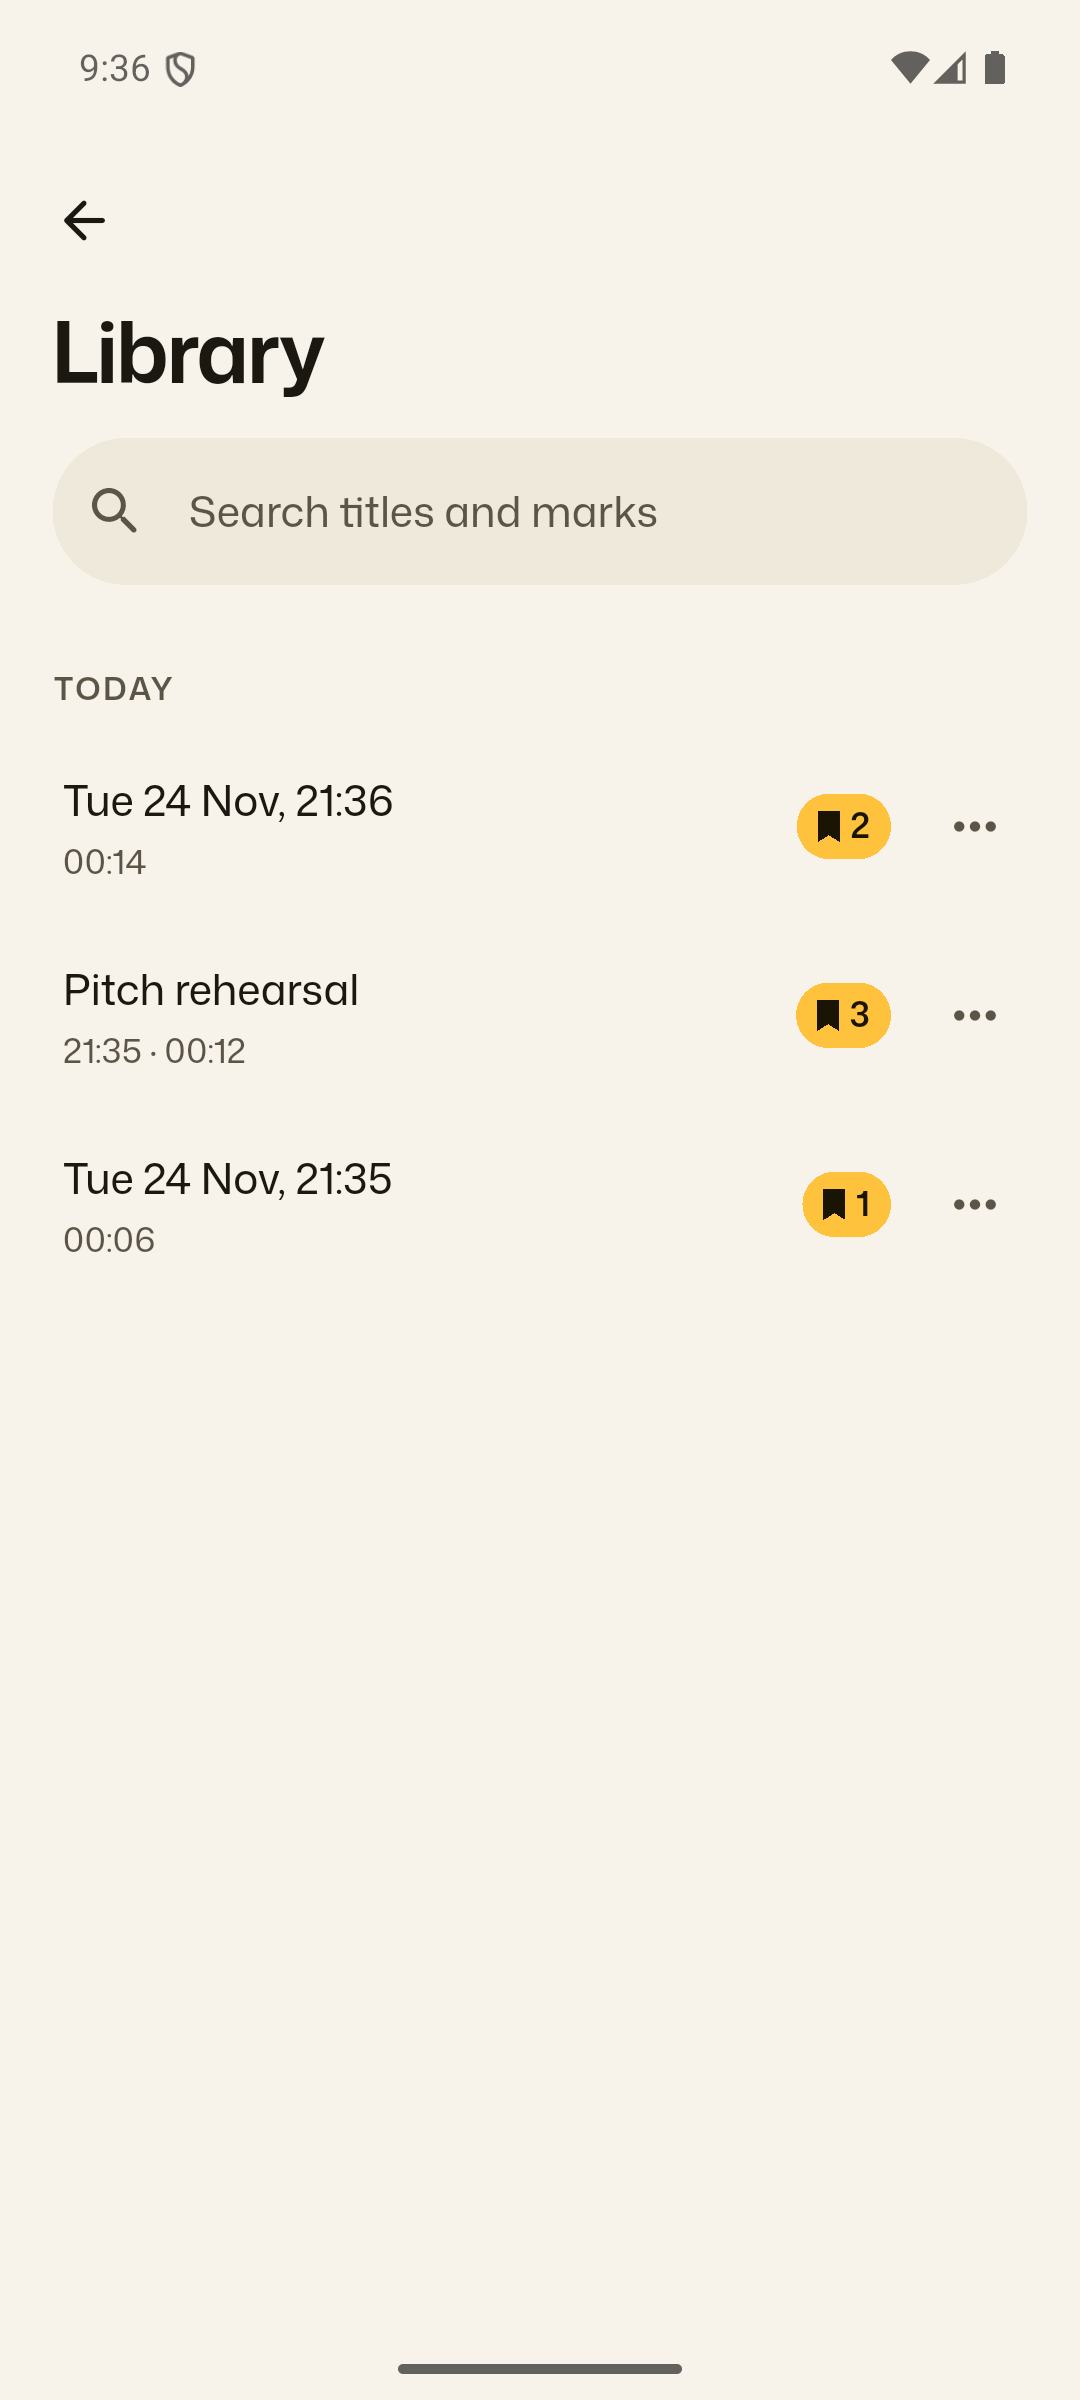 9:36
Library
Search titles and marks
TODAY
Tue 24 Nov, 21:36
2
00:14
Pitch rehearsal
3
21:35 · 00:12
Tue 24 Nov, 21:35
1
00:06